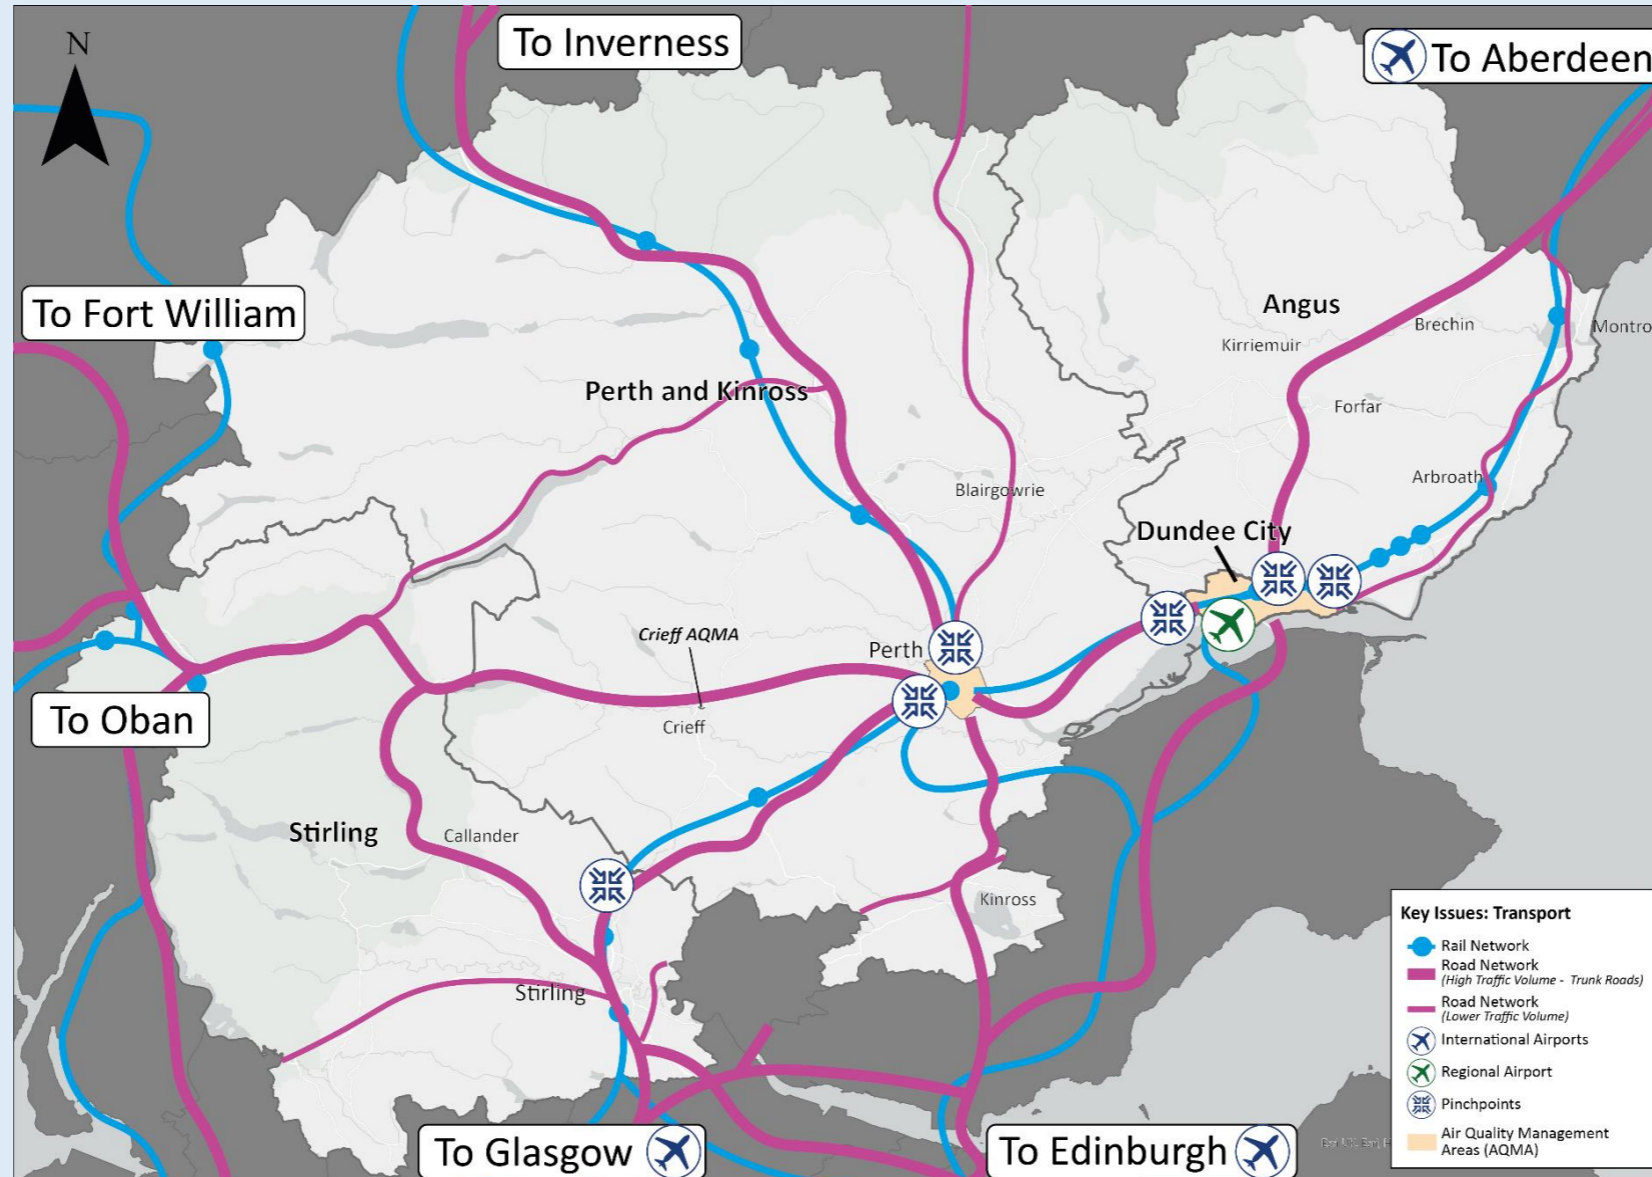 N
To Inverness
To Aberdeen
To Fort William
Angus
Brechin
Montro
Kirriemuir
Perth and Kinross
Forfar
Arbroath
Blairgowrie
Dundee City
Crieff AQMA
Perth
To Oban
Crieff
Stirling
Callander
Kinross
Stirling
Key Issues: Transport
Rail Network
Road Network
(High Traffic Volume - Trunk Roads)
Road Network
(Lower Traffic Volume)
International Airports
Regional Airport
Pinchpoints
Air Quality Management
Areas (AQMA)
To Glasgow
To Edinburgh